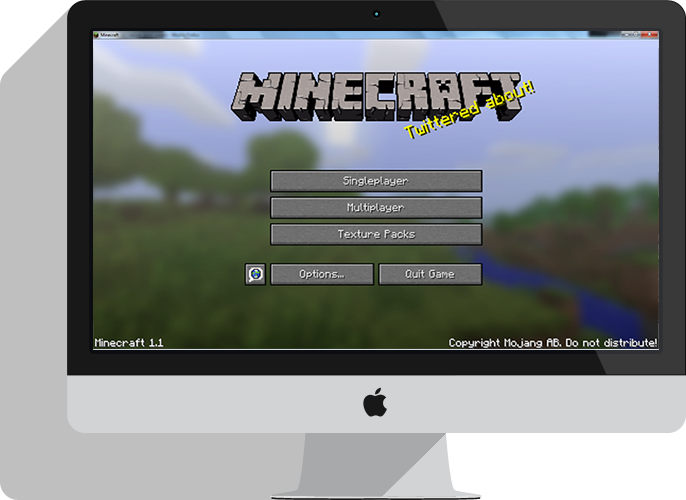 Minecraft
MINECRAFT
Twittered about!
Singleplayer
Multiplayer
Texture Packs
Options...
Quit Game
Minecraft 1.1
Copyright Mojang AB. Do not distribute!